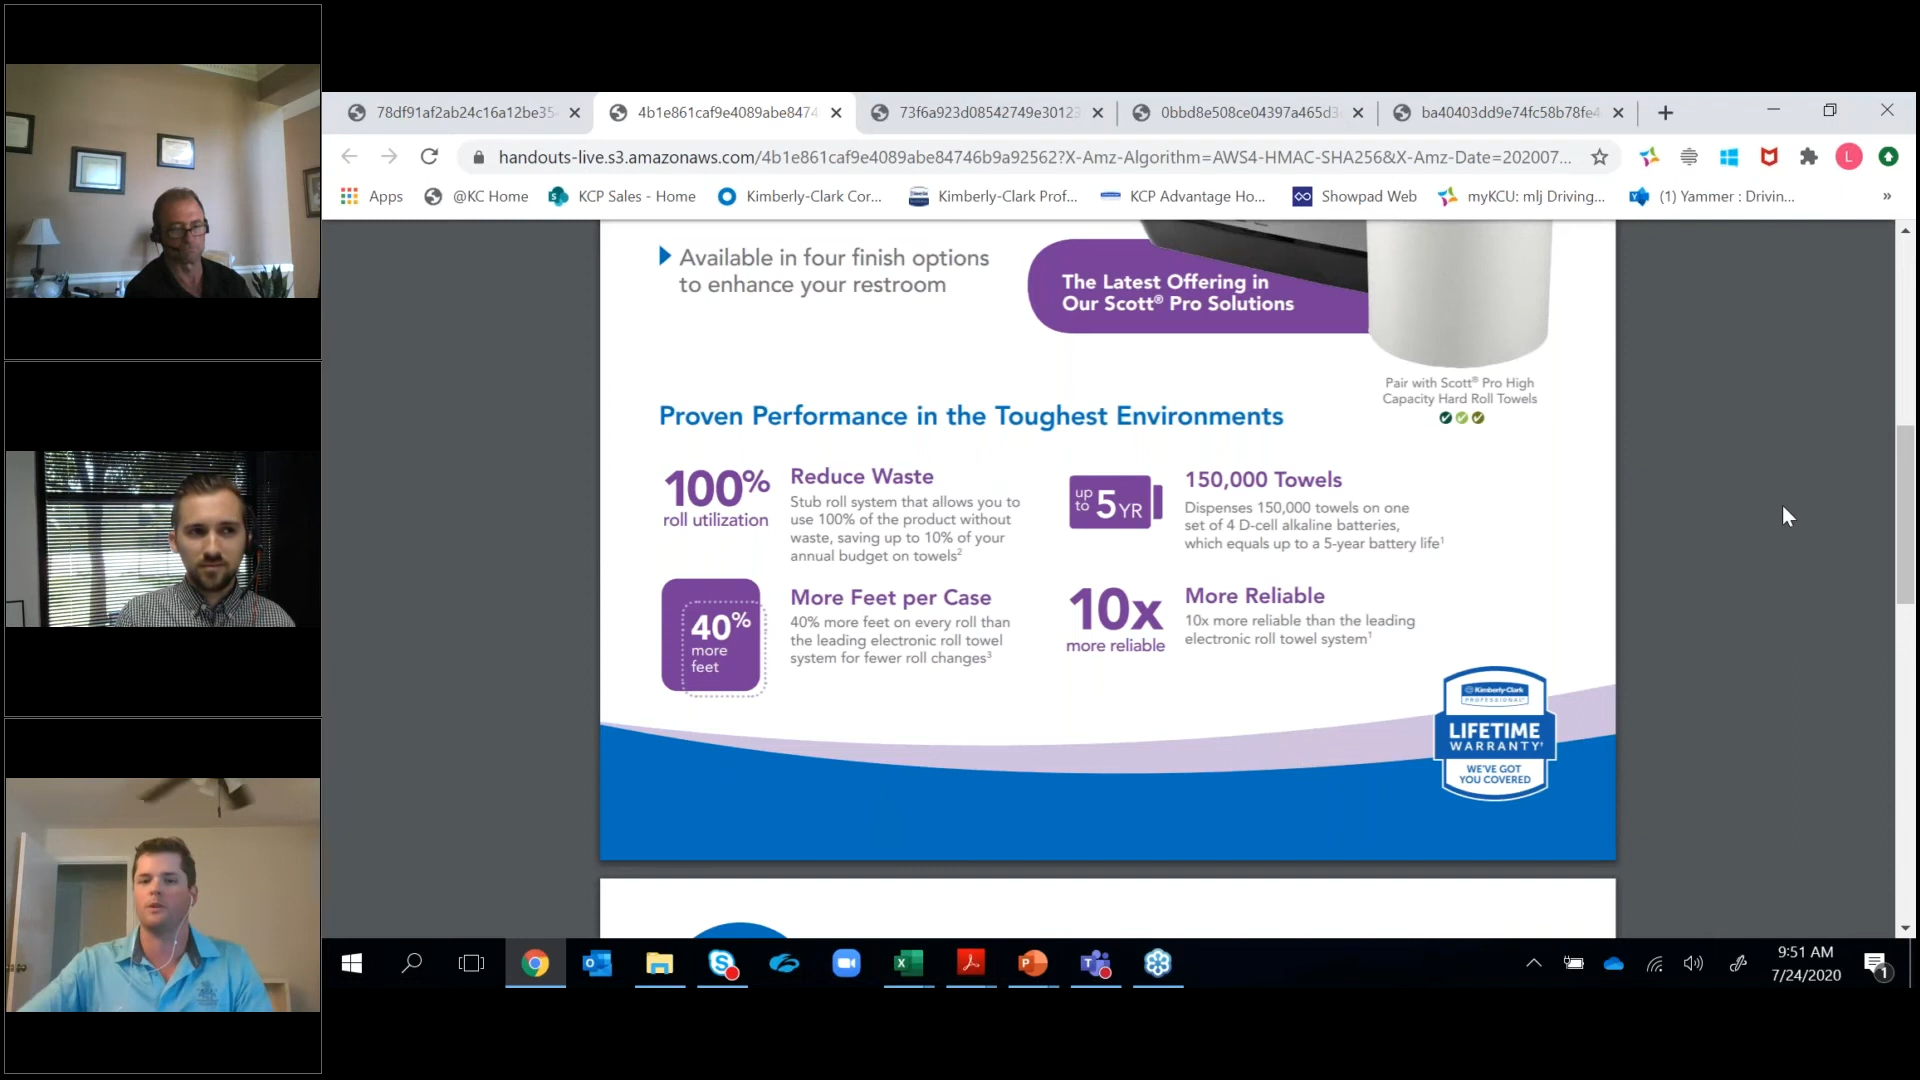 78df91af2ab24c16a12be35
4b1e861caf9e4089abe8474
73f6a923d08542749e30123
0bbd8e508ce04397a465d3
ba40403dd9e74fc58b78fe4
handouts-live.s3.amazonaws.com/4b1e861caf9e4089abe84746b9a92562?X-Amz-Algorithm=AWS4-HMAC-SHA256&X-Amz-Date=202007...
L
Apps
@KC Home
KCP Sales - Home
Kimberly-Clark Cor...
Kimberly-Clark Prof...
KCP Advantage Ho...
Showpad Web
myKCU: mlj Driving...
(1) Yammer : Drivin...
»
Available in four finish options
to enhance your restroom
The Latest Offering in
Our Scott® Pro Solutions
Pair with Scott® Pro High
Capacity Hard Roll Towels
Proven Performance in the Toughest Environments
100%
roll utilization
Reduce Waste
Stub roll system that allows you to
use 100% of the product without
waste, saving up to 10% of your
annual budget on towels²
up
to 5YR
150,000 Towels
Dispenses 150,000 towels on one
set of 4 D-cell alkaline batteries,
which equals up to a 5-year battery life¹
40%
more
feet
More Feet per Case
40% more feet on every roll than
the leading electronic roll towel
system for fewer roll changes³
10x
more reliable
More Reliable
10x more reliable than the leading
electronic roll towel system¹
Kimberly-Clark
PROFESSIONAL
LIFETIME
WARRANTY†
WE'VE GOT
YOU COVERED
9:51 AM
7/24/2020
1